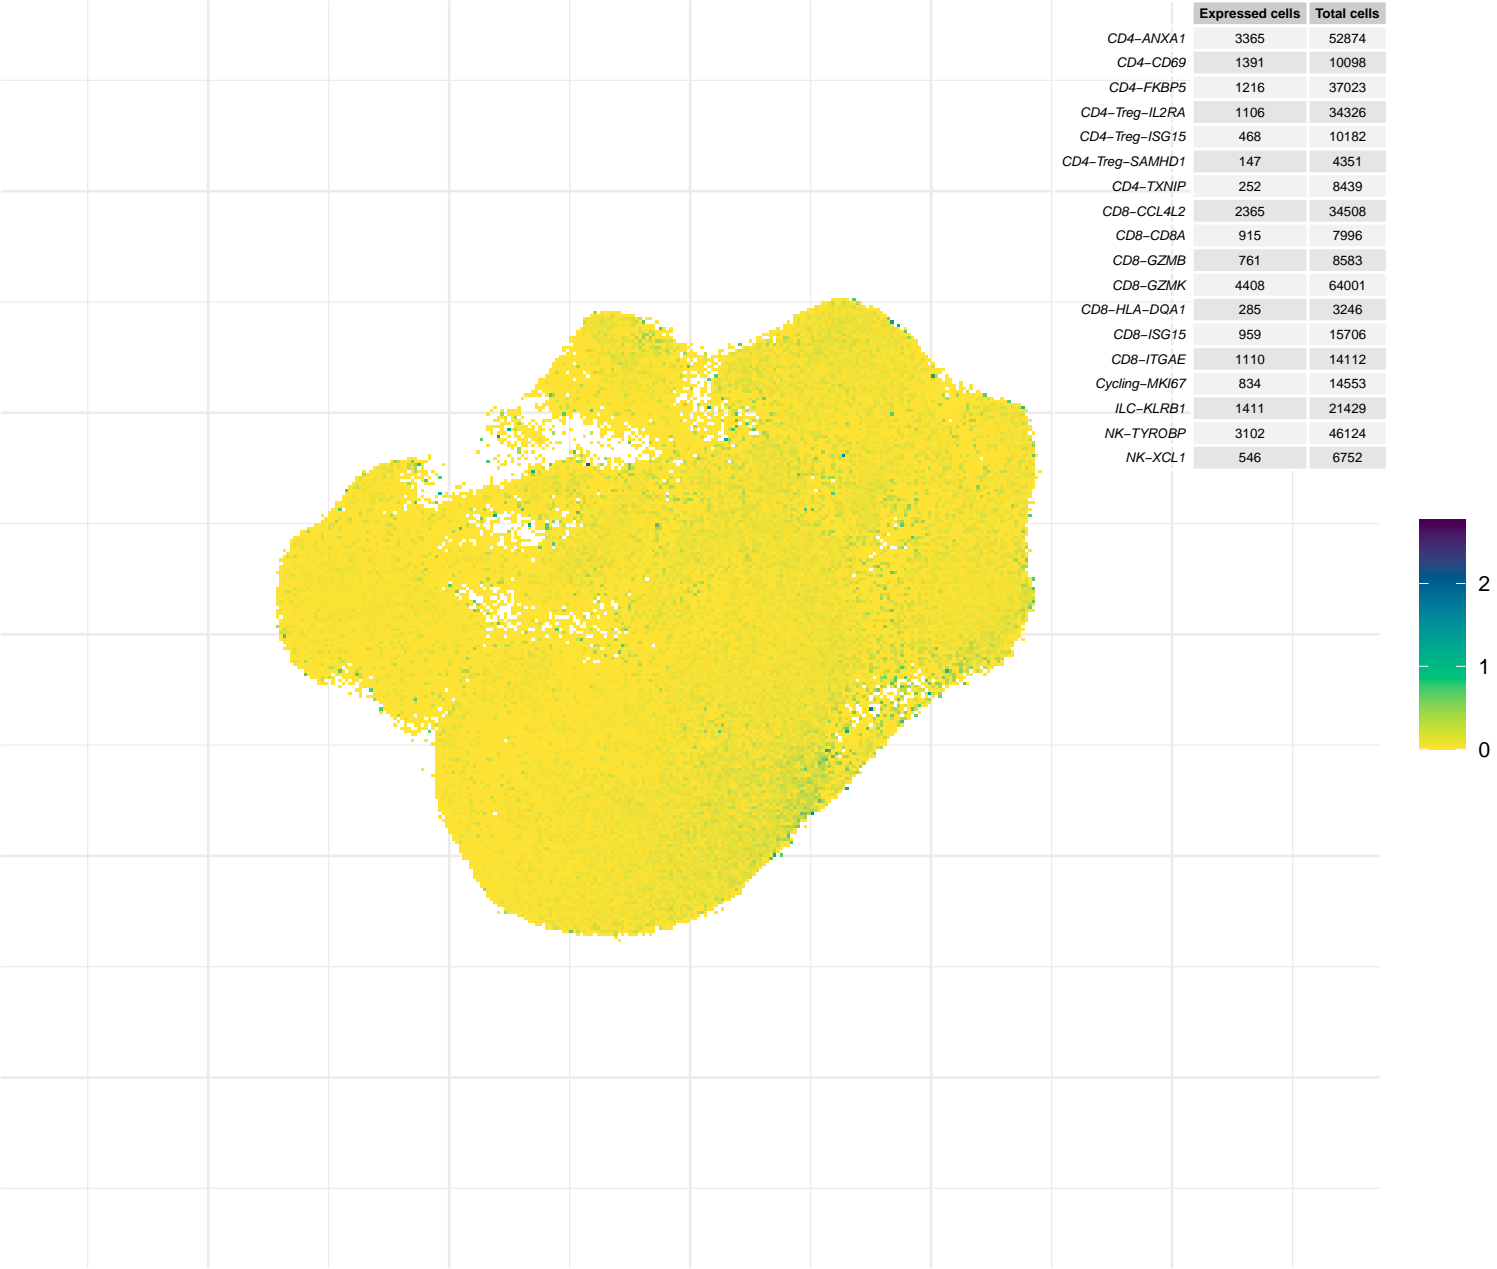 Expressed cells Total cells
CD4−ANXA1 3365 52874
CD4−CD69 1391 10098
CD4−FKBP5 1216 37023
CD4−Treg−IL2RA 1106 34326
CD4−Treg−ISG15 468 10182
CD4−Treg−SAMHD1 147 4351
CD4−TXNIP 252 8439
CD8−CCL4L2 2365 34508
CD8−CD8A 915 7996
CD8−GZMB 761 8583
CD8−GZMK 4408 64001
CD8−HLA−DQA1 285 3246
CD8−ISG15 959 15706
CD8−ITGAE 1110 14112
Cycling−MKI67 834 14553
ILC−KLRB1 1411 21429
NK−TYROBP 3102 46124
NK−XCL1 546 6752
2
1
0